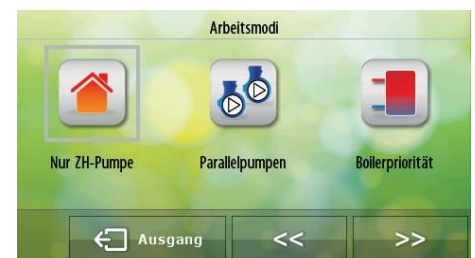 Arbeitsmodi
Nur ZH-Pumpe Parallelpumpen Boilerpriorität
Ausgang << >>